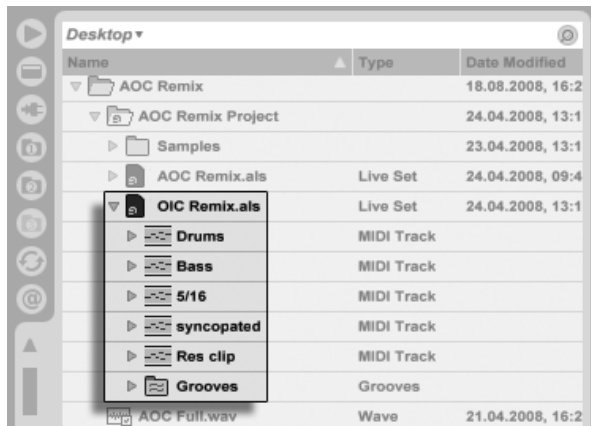 Desktop
Name Type Date Modified
AOC Remix 18.08.2008, 16:2
AOC Remix Project 24.04.2008, 13:1
Samples 23.04.2008, 13:1
AOC Remix.als Live Set 24.04.2008, 09:4
OIC Remix.als Live Set 24.04.2008, 13:1
Drums MIDI Track
Bass MIDI Track
5/16 MIDI Track
syncopated MIDI Track
Res clip MIDI Track
Grooves Grooves
AOC Full.wav Wave 21.04.2008, 16:2